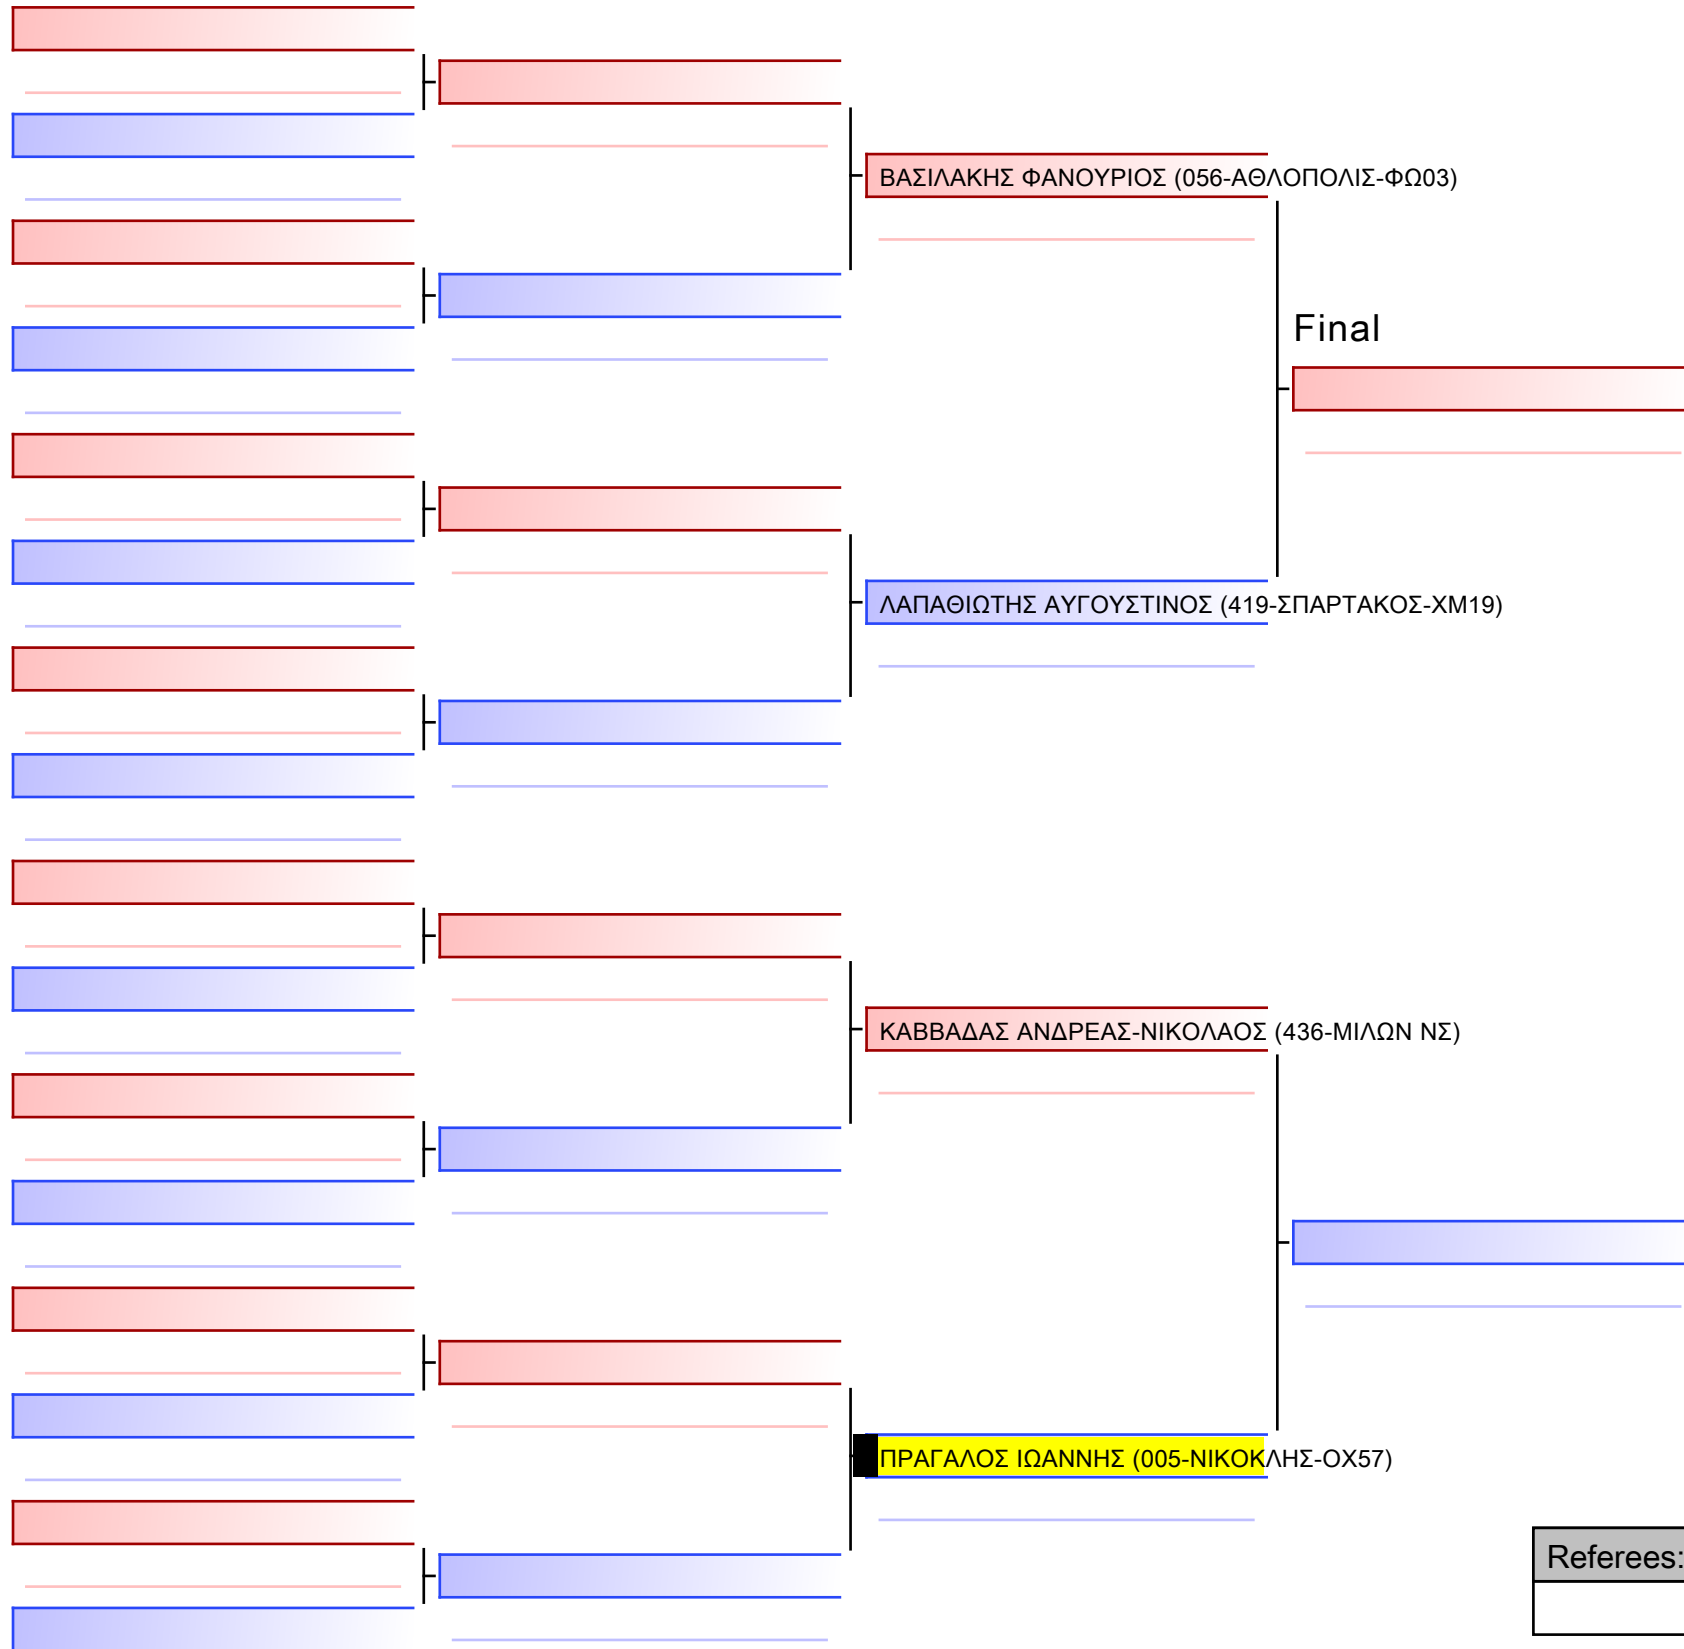 ΒΑΣΙΛΑΚΗΣ ΦΑΝΟΥΡΙΟΣ (056-ΑΘΛΟΠΟΛΙΣ-ΦΩ03)
Final
ΛΑΠΑΘΙΩΤΗΣ ΑΥΓΟΥΣΤΙΝΟΣ (419-ΣΠΑΡΤΑΚΟΣ-ΧΜ19)
ΚΑΒΒΑΔΑΣ ΑΝΔΡΕΑΣ-ΝΙΚΟΛΑΟΣ (436-ΜΙΛΩΝ ΝΣ)
ΠΡΑΓΑΛΟΣ ΙΩΑΝΝΗΣ (005-ΝΙΚΟΚΛΗΣ-ΟΧ57)
Referees: